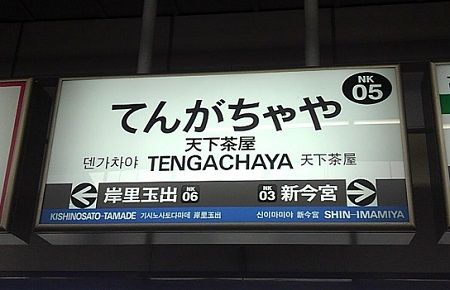 NK
05
てんがちゃや
天下茶屋
덴가차야 TENGACHAYA 天下茶屋
岸里玉出 NK 06 NK 03 新今宮
KISHINOSATO-TAMADE 기시노사토다마데 岸里玉出 신이마미야 新今宮 SHIN-IMAMIYA